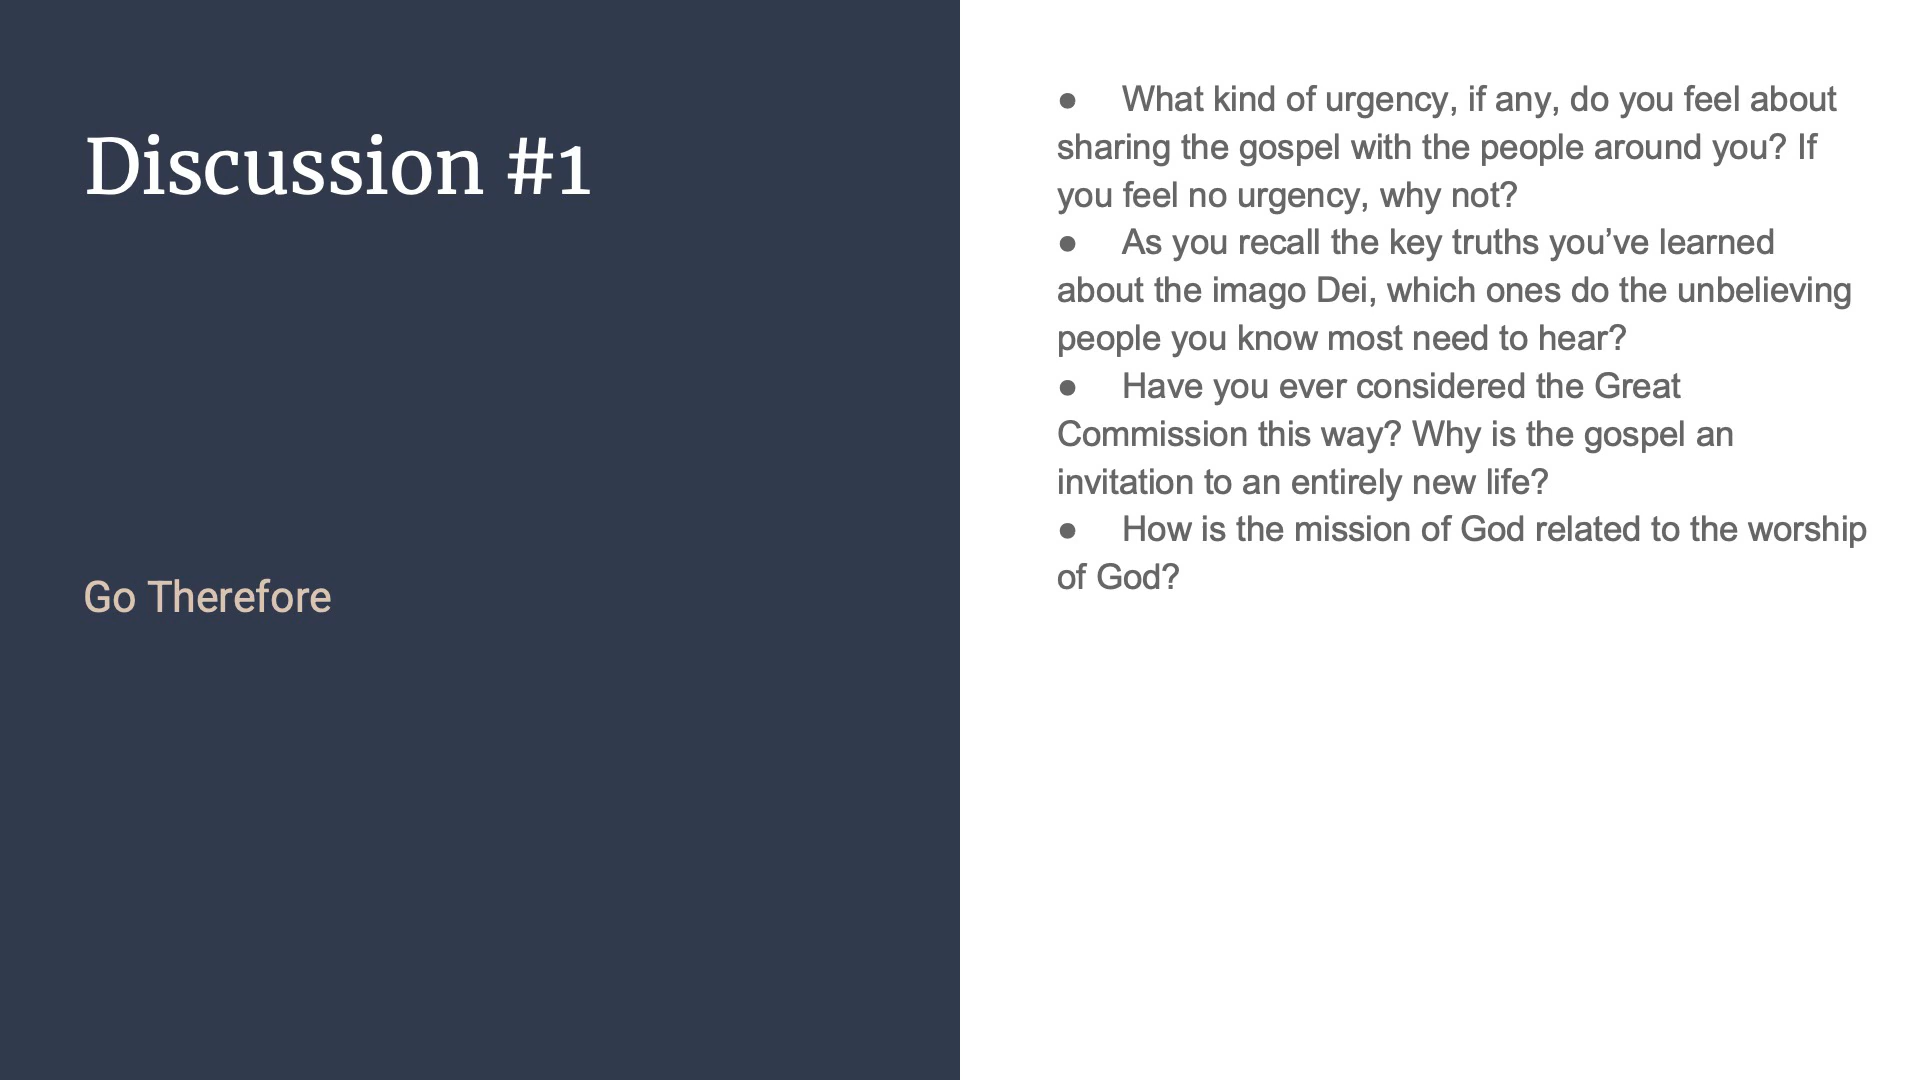 Discussion #1
Go Therefore
● What kind of urgency, if any, do you feel about
sharing the gospel with the people around you? If
you feel no urgency, why not?
● As you recall the key truths you’ve learned
about the imago Dei, which ones do the unbelieving
people you know most need to hear?
● Have you ever considered the Great
Commission this way? Why is the gospel an
invitation to an entirely new life?
● How is the mission of God related to the worship
of God?